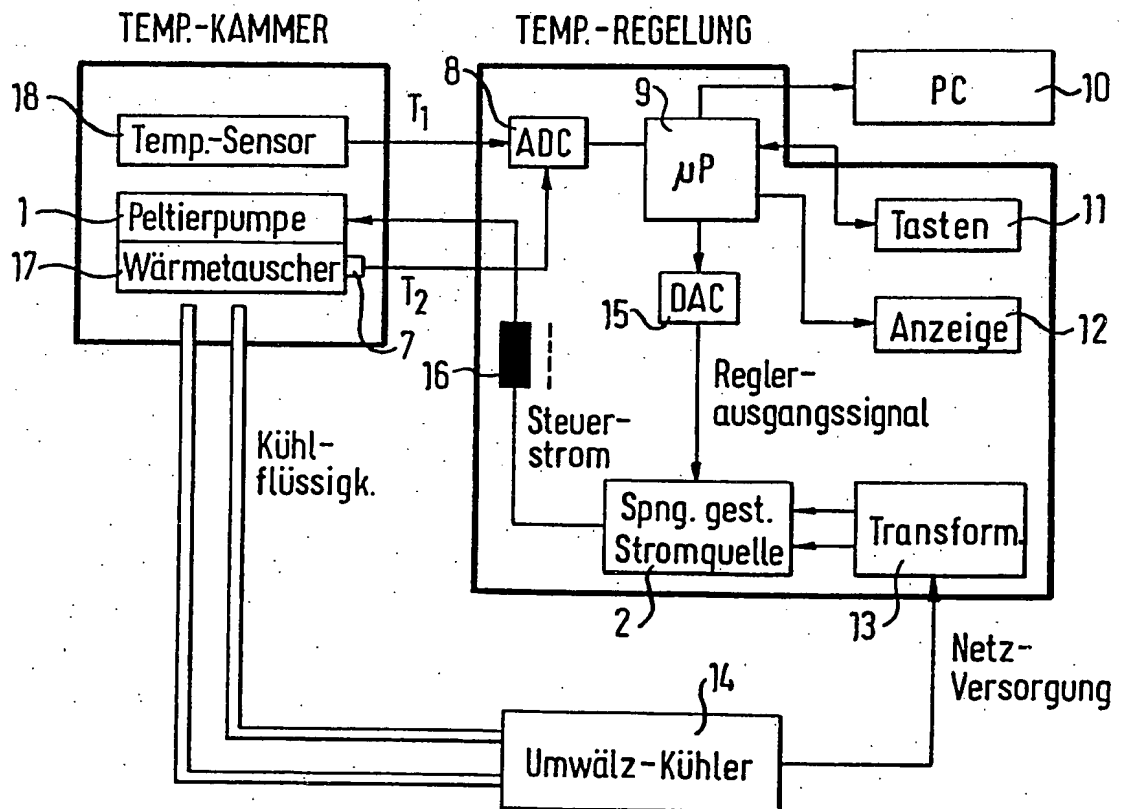 TEMP.-KAMMER
TEMP.-REGELUNG
18
Temp.-Sensor
T1
8
ADC
9
µP
PC
10
1
Peltierpumpe
17
Wärmetauscher
T2
7
Tasten
11
15
DAC
Anzeige
12
16
Steuer-
strom
Regler-
ausgangssignal
Kühl-
flüssigk.
Spng. gest.
Stromquelle
2
Transform.
13
Netz-
Versorgung
14
Umwälz-Kühler